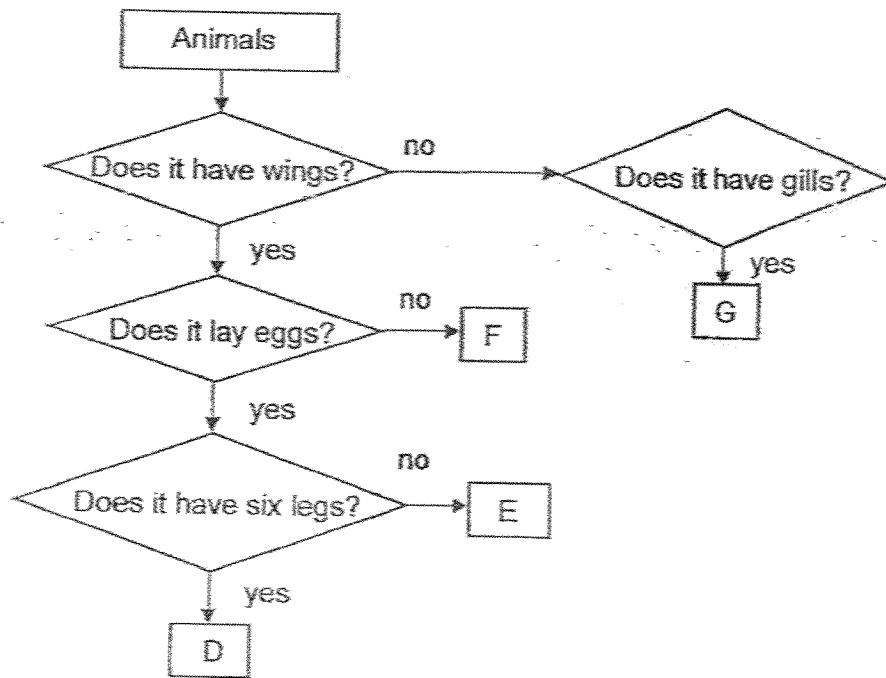 Animals
Does it have wings?
no
Does it have gills?
yes
yes
G
Does it lay eggs?
no
F
yes
Does it have six legs?
no
E
yes
D